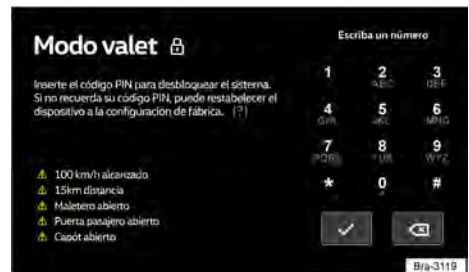 Modo valet
Inserte el código PIN para desbloquear el sistema.
Si no recuerda su código PIN, puede restabelecer el
dispositivo a la configuración de fábrica. [?]
100 km/h alcanzado
15km distancia
Maletero abierto
Puerta pasajero abierto
Capót abierto
Escriba un número
1 2 3
ABC DEF
4 5 6
GHI JKL MNO
7 8 9
PQRS TUV WYZ
* 0 #
Bra-3119